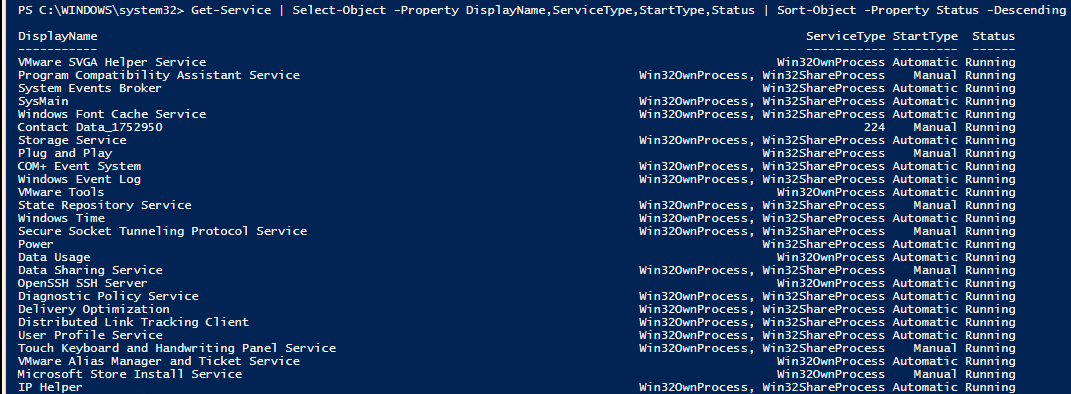 PS C:\WINDOWS\system32> Get-Service | Select-Object -Property DisplayName,ServiceType,StartType,Status | Sort-Object -Property Status -Descending
DisplayName ServiceType StartType Status
----------- ----------- --------- ------
VMware SVGA Helper Service Win32OwnProcess Automatic Running
Program Compatibility Assistant Service Win32OwnProcess, Win32ShareProcess Manual Running
System Events Broker Win32ShareProcess Automatic Running
SysMain Win32OwnProcess, Win32ShareProcess Automatic Running
Windows Font Cache Service Win32OwnProcess, Win32ShareProcess Automatic Running
Contact Data_1752950 224 Manual Running
Storage Service Win32OwnProcess, Win32ShareProcess Automatic Running
Plug and Play Win32ShareProcess Manual Running
COM+ Event System Win32OwnProcess, Win32ShareProcess Automatic Running
Windows Event Log Win32OwnProcess, Win32ShareProcess Automatic Running
VMware Tools Win32OwnProcess Automatic Running
State Repository Service Win32OwnProcess, Win32ShareProcess Manual Running
Windows Time Win32OwnProcess, Win32ShareProcess Automatic Running
Secure Socket Tunneling Protocol Service Win32OwnProcess, Win32ShareProcess Manual Running
Power Win32ShareProcess Automatic Running
Data Usage Win32OwnProcess Automatic Running
Data Sharing Service Win32OwnProcess, Win32ShareProcess Manual Running
OpenSSH SSH Server Win32OwnProcess Automatic Running
Diagnostic Policy Service Win32OwnProcess, Win32ShareProcess Automatic Running
Delivery Optimization Win32OwnProcess, Win32ShareProcess Automatic Running
Distributed Link Tracking Client Win32OwnProcess, Win32ShareProcess Automatic Running
User Profile Service Win32OwnProcess, Win32ShareProcess Automatic Running
Touch Keyboard and Handwriting Panel Service Win32OwnProcess, Win32ShareProcess Manual Running
VMware Alias Manager and Ticket Service Win32OwnProcess Automatic Running
Microsoft Store Install Service Win32OwnProcess Manual Running
IP Helper Win32OwnProcess, Win32ShareProcess Automatic Running